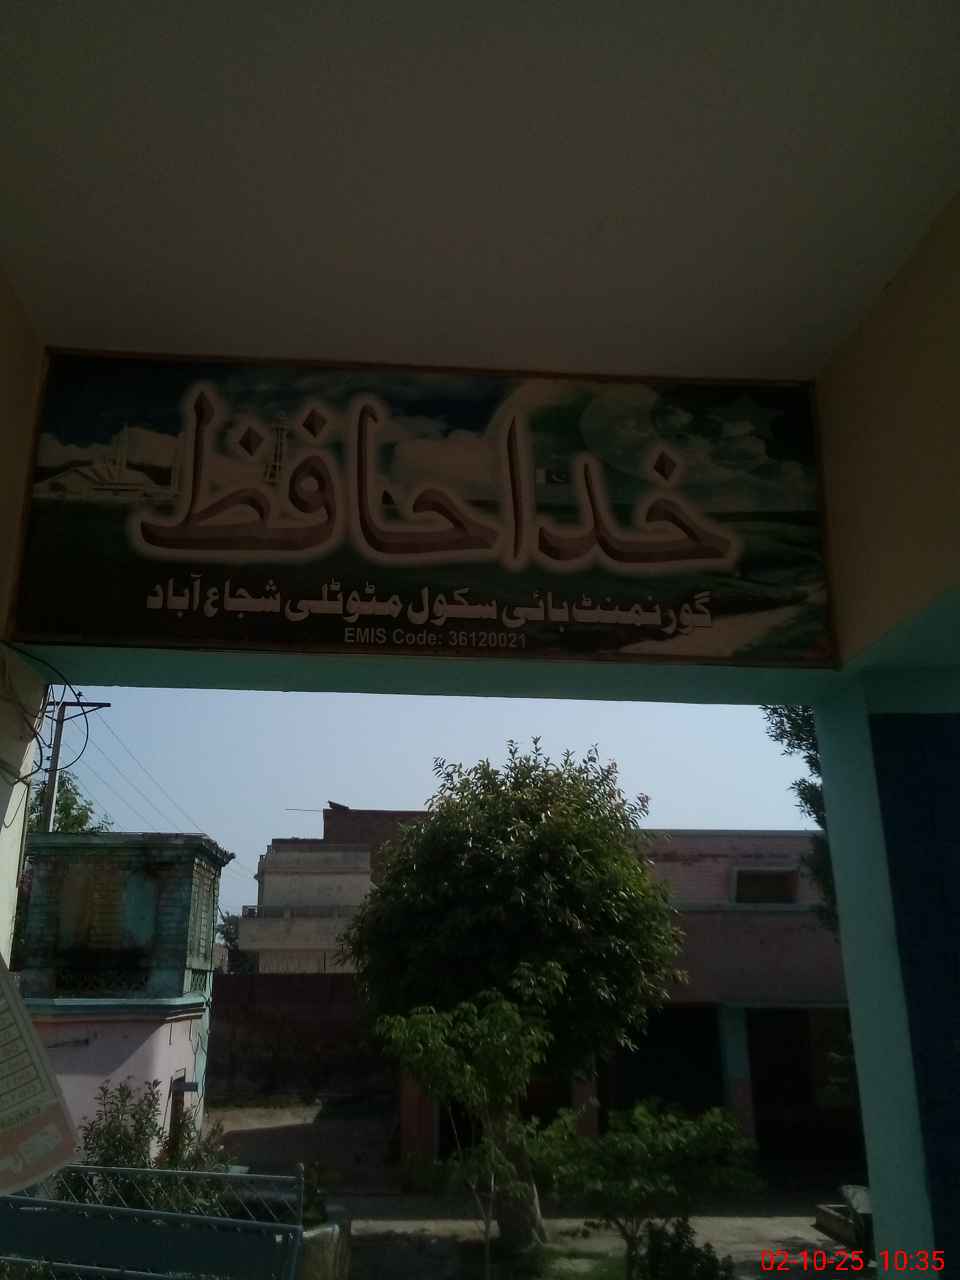 خدا حافظ
گورنمنٹ ہائی سکول مٹوٹلی شجاع آباد
EMIS Code: 36120021
02-10-25 10:35